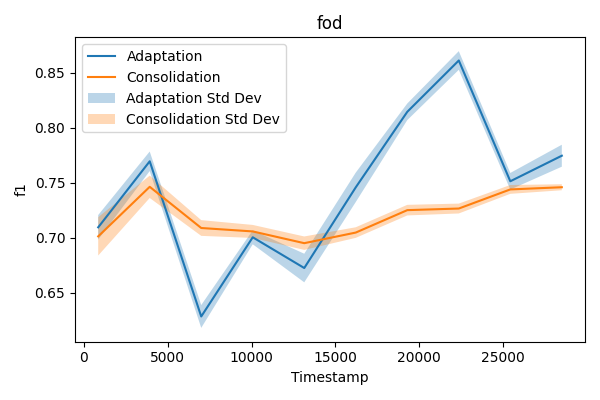 fod
Adaptation
Consolidation
Adaptation Std Dev
Consolidation Std Dev
0.85
0.80
0.75
0.70
0.65
f1
0 5000 10000 15000 20000 25000
Timestamp